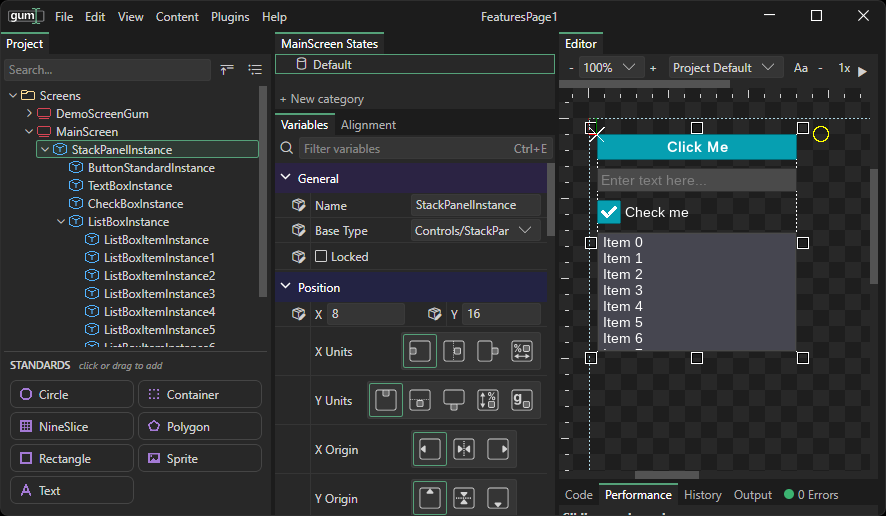 gum File Edit View Content Plugins Help FeaturesPage1
Project
Search...
Screens
DemoScreenGum
MainScreen
StackPanelInstance
ButtonStandardInstance
TextBoxInstance
CheckBoxInstance
ListBoxInstance
ListBoxItemInstance
ListBoxItemInstance1
ListBoxItemInstance2
ListBoxItemInstance3
ListBoxItemInstance4
ListBoxItemInstance5
ListBoxItemInstance6
STANDARDS click or drag to add
Circle Container
NineSlice Polygon
Rectangle Sprite
A Text
MainScreen States
Default
+ New category
Variables Alignment
Filter variables Ctrl+E
General
Name StackPanelInstance
Base Type Controls/StackPar
Locked
Position
X 8 Y 16
X Units %
Y Units % g
X Origin
Y Origin
Editor
- 100% + Project Default Aa - 1x
Click Me
Enter text here...
Check me
Item 0
Item 1
Item 2
Item 3
Item 4
Item 5
Item 6
Code Performance History Output 0 Errors